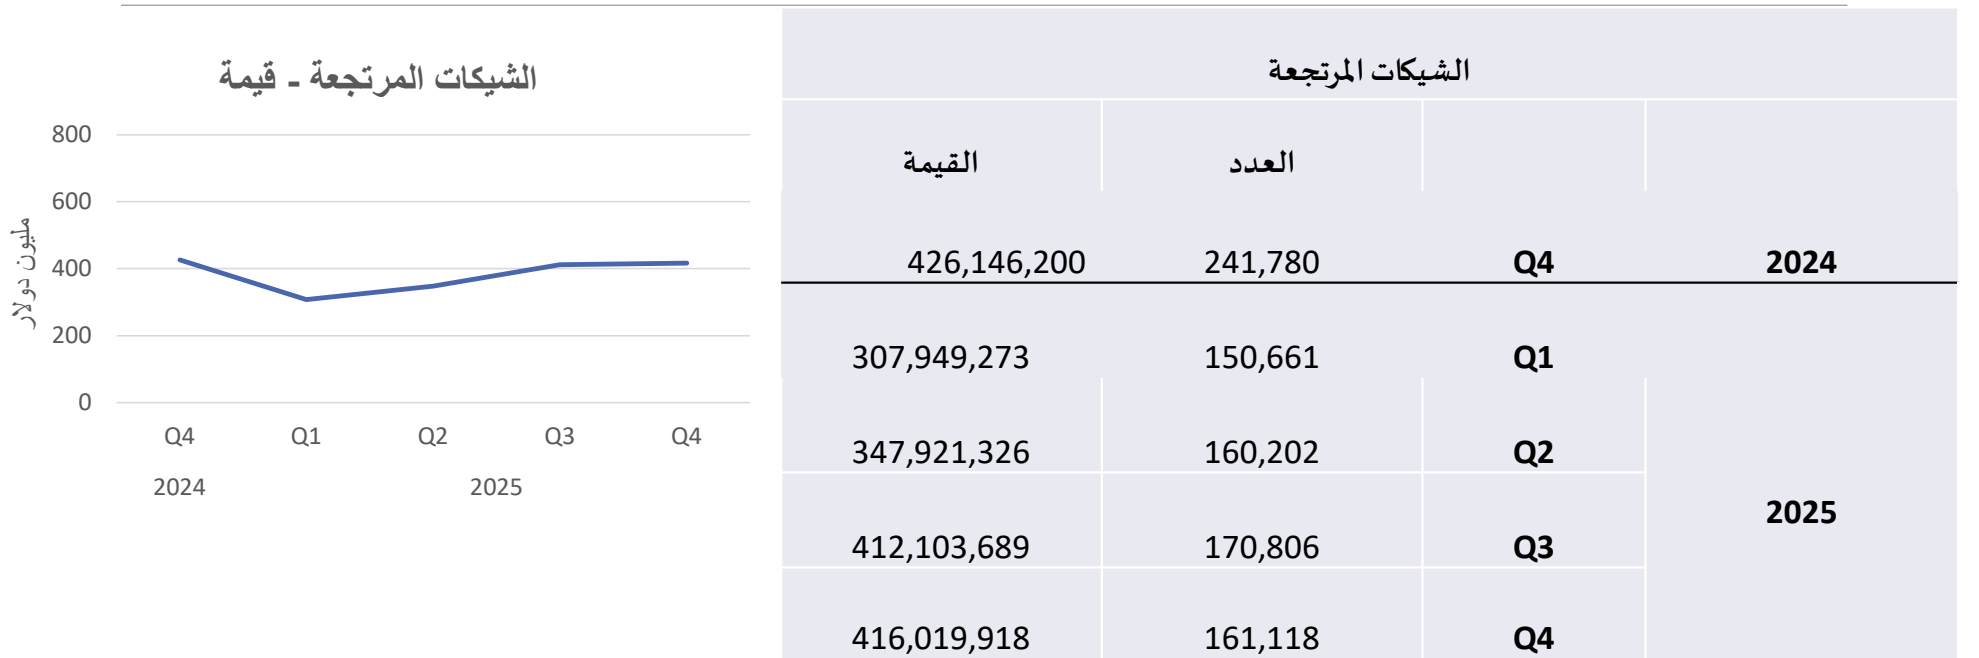 الشيكات المرتجعة - قيمة
مليون دولار
800
600
400
200
0
Q4 Q1 Q2 Q3 Q4
2024 2025
الشيكات المرتجعة
العدد القيمة
2024 Q4 241,780 426,146,200
2025
Q1 150,661 307,949,273
Q2 160,202 347,921,326
Q3 170,806 412,103,689
Q4 161,118 416,019,918